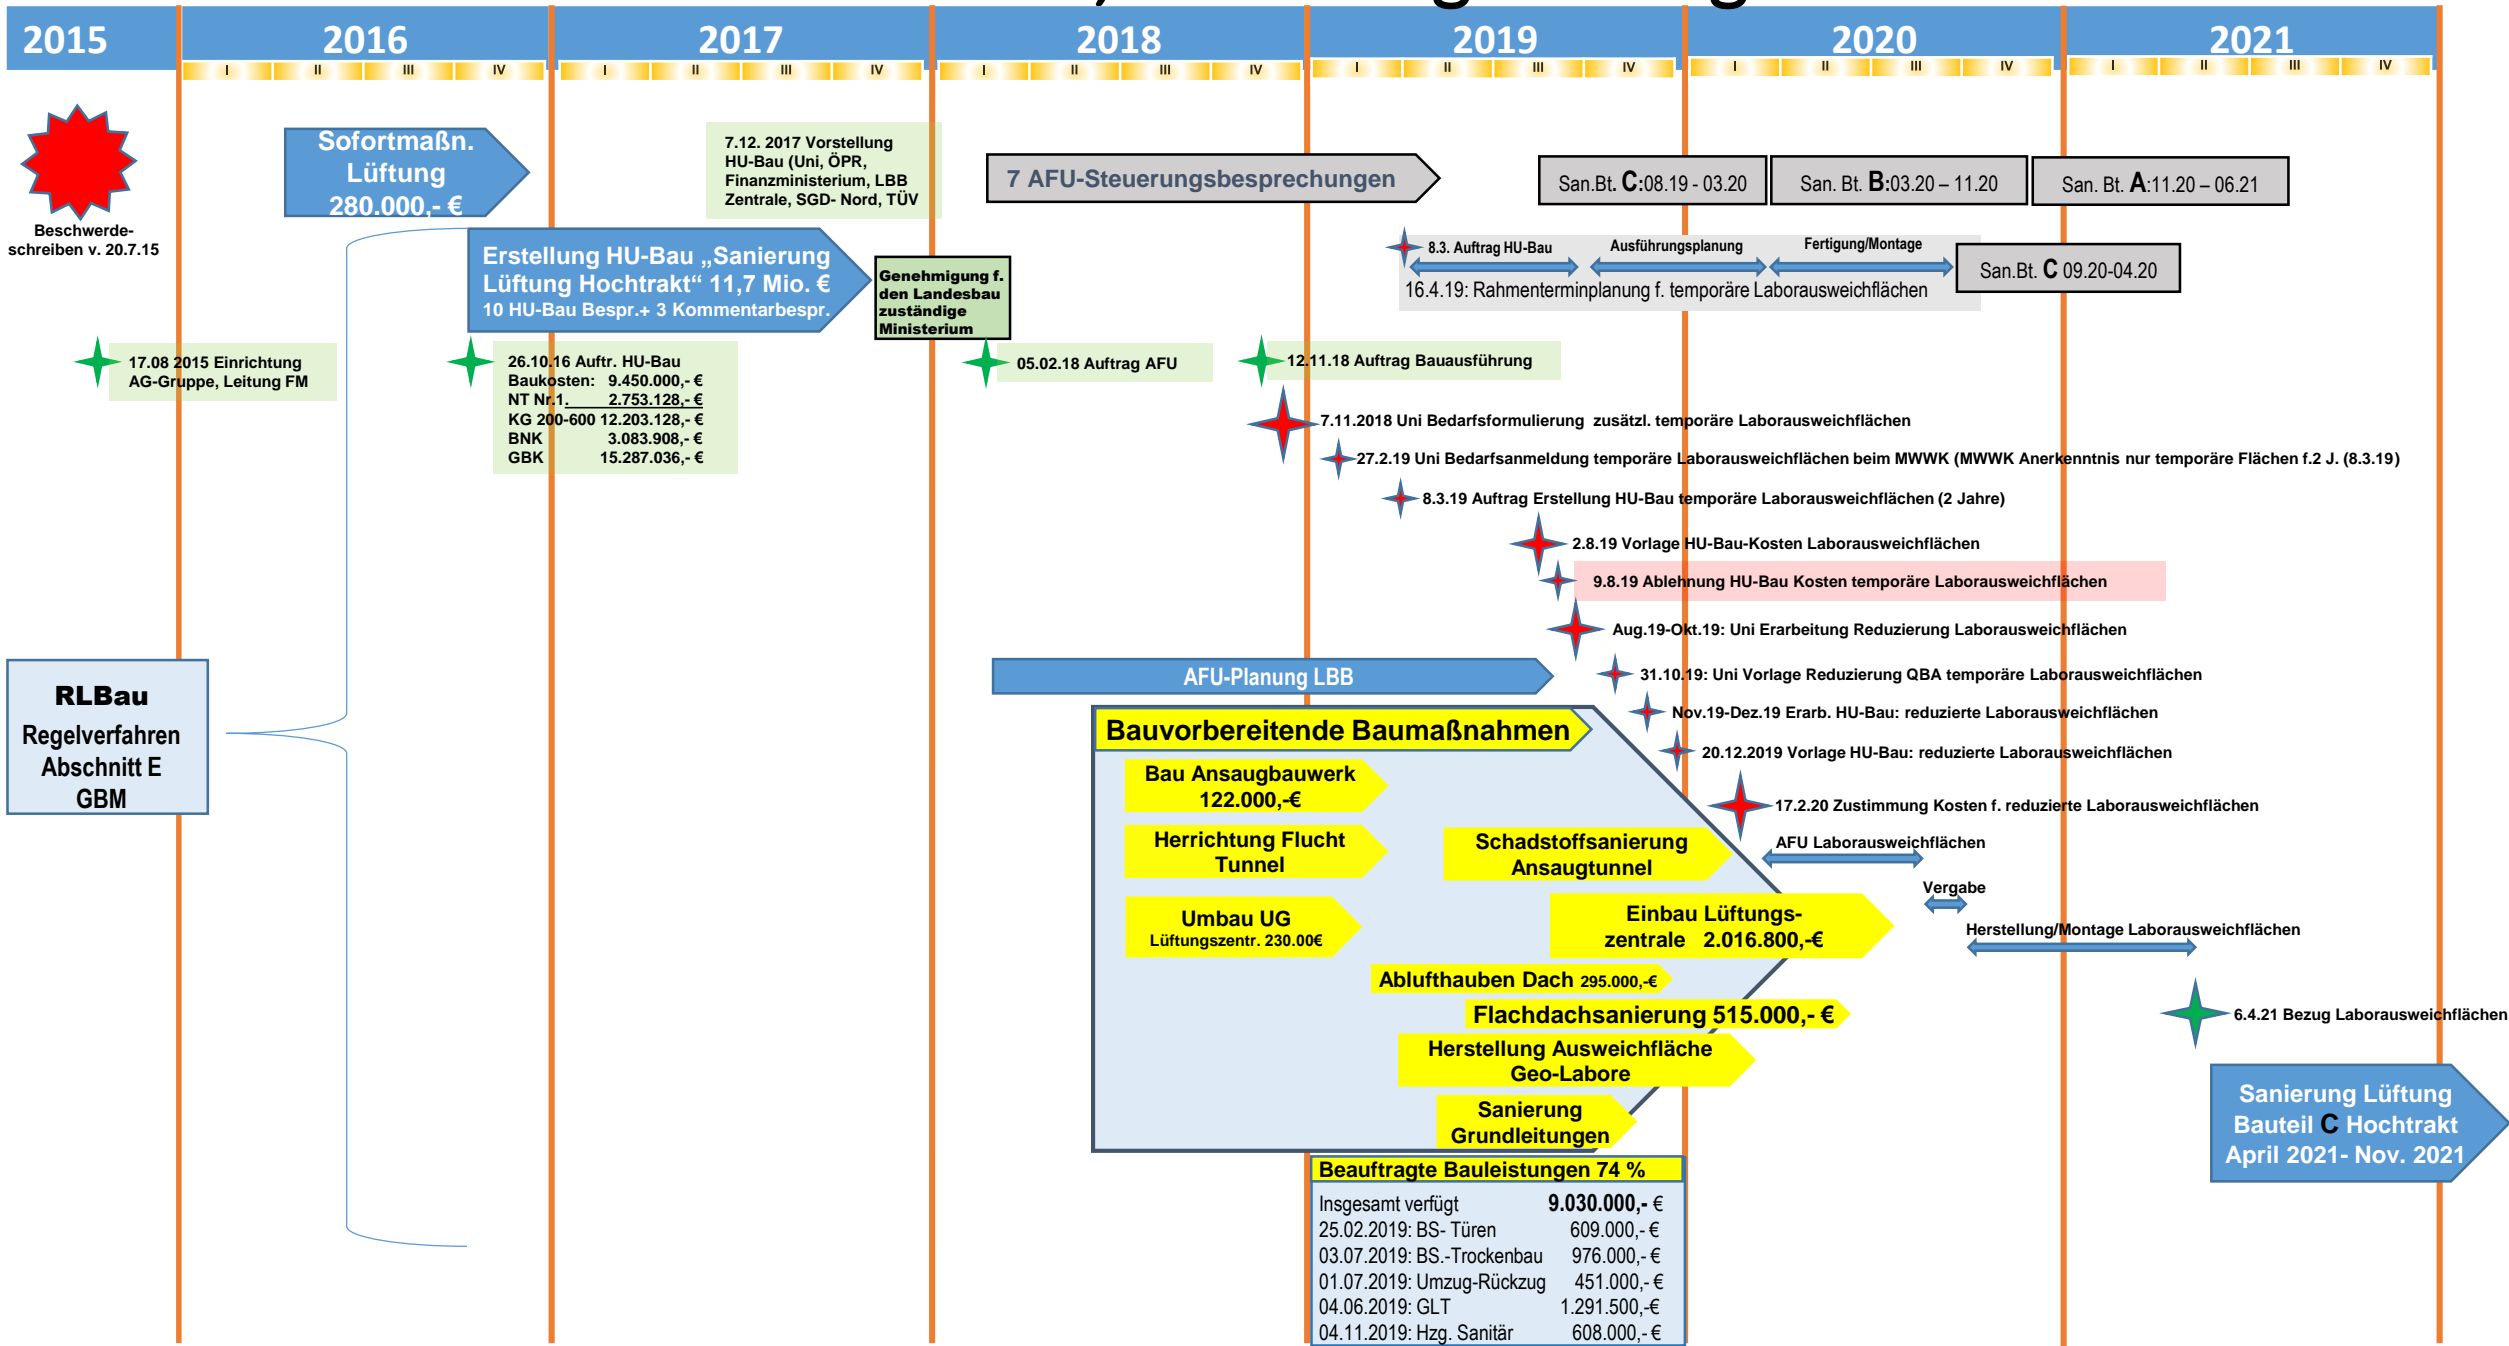 2015 2016 2017 2018 2019 2020 2021
I II III IV I II III IV I II III IV I II III IV I II III IV I II III IV
Beschwerde-
schreiben v. 20.7.15
Sofortmaßn.
Lüftung
280.000,- €
7.12. 2017 Vorstellung
HU-Bau (Uni, ÖPR,
Finanzministerium, LBB
Zentrale, SGD- Nord, TÜV
7 AFU-Steuerungsbesprechungen
San.Bt. C:08.19 - 03.20
San. Bt. B:03.20 – 11.20
San. Bt. A:11.20 – 06.21
Erstellung HU-Bau „Sanierung
Lüftung Hochtrakt“ 11,7 Mio. €
10 HU-Bau Bespr.+ 3 Kommentarbespr.
Genehmigung f.
den Landesbau
zuständige
Ministerium
8.3. Auftrag HU-Bau
Ausführungsplanung
Fertigung/Montage
16.4.19: Rahmenterminplanung f. temporäre Laborausweichflächen
San.Bt. C 09.20-04.20
17.08 2015 Einrichtung
AG-Gruppe, Leitung FM
26.10.16 Auftr. HU-Bau
Baukosten: 9.450.000,- €
NT Nr.1. 2.753.128,- €
KG 200-600 12.203.128,- €
BNK 3.083.908,- €
GBK 15.287.036,- €
05.02.18 Auftrag AFU
12.11.18 Auftrag Bauausführung
7.11.2018 Uni Bedarfsformulierung zusätzl. temporäre Laborausweichflächen
27.2.19 Uni Bedarfsanmeldung temporäre Laborausweichflächen beim MWWK (MWWK Anerkenntnis nur temporäre Flächen f.2 J. (8.3.19)
8.3.19 Auftrag Erstellung HU-Bau temporäre Laborausweichflächen (2 Jahre)
2.8.19 Vorlage HU-Bau-Kosten Laborausweichflächen
9.8.19 Ablehnung HU-Bau Kosten temporäre Laborausweichflächen
Aug.19-Okt.19: Uni Erarbeitung Reduzierung Laborausweichflächen
31.10.19: Uni Vorlage Reduzierung QBA temporäre Laborausweichflächen
Nov.19-Dez.19 Erarb. HU-Bau: reduzierte Laborausweichflächen
20.12.2019 Vorlage HU-Bau: reduzierte Laborausweichflächen
17.2.20 Zustimmung Kosten f. reduzierte Laborausweichflächen
AFU Laborausweichflächen
Vergabe
Herstellung/Montage Laborausweichflächen
6.4.21 Bezug Laborausweichflächen
RLBau
Regelverfahren
Abschnitt E
GBM
AFU-Planung LBB
Bauvorbereitende Baumaßnahmen
Bau Ansaugbauwerk
122.000,-€
Herrichtung Flucht
Tunnel
Schadstoffsanierung
Ansaugtunnel
Umbau UG
Lüftungszentr. 230.00€
Einbau Lüftungs-
zentrale 2.016.800,-€
Ablufthauben Dach 295.000,-€
Flachdachsanierung 515.000,- €
Herstellung Ausweichfläche
Geo-Labore
Sanierung
Grundleitungen
Sanierung Lüftung
Bauteil C Hochtrakt
April 2021- Nov. 2021
Beauftragte Bauleistungen 74 %
Insgesamt verfügt 9.030.000,- €
25.02.2019: BS- Türen 609.000,- €
03.07.2019: BS.-Trockenbau 976.000,- €
01.07.2019: Umzug-Rückzug 451.000,- €
04.06.2019: GLT 1.291.500,-€
04.11.2019: Hzg. Sanitär 608.000,- €